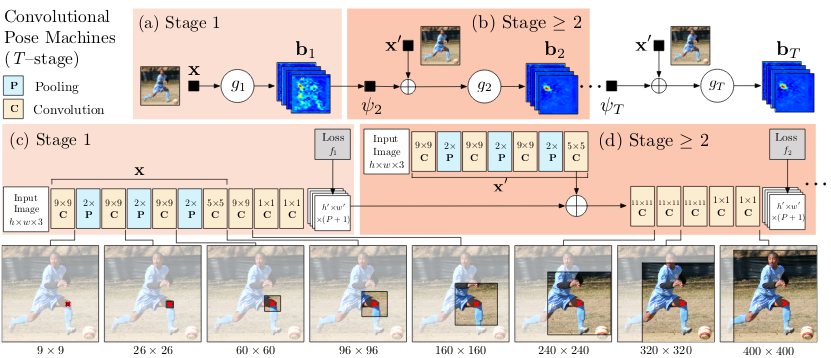 Convolutional
Pose Machines
(T–stage)
P Pooling
C Convolution
(a) Stage 1
x
g1
b1
(b) Stage ≥ 2
x′
ψ2
g2
b2
x′
ψT
gT
bT
(c) Stage 1
x
Input
Image
h×w×3
9×9
C
2×
P
9×9
C
2×
P
9×9
C
2×
P
5×5
C
9×9
C
1×1
C
1×1
C
Loss
f1
h′×w′
×(P + 1)
(d) Stage ≥ 2
Input
Image
h×w×3
9×9
C
2×
P
9×9
C
2×
P
9×9
C
2×
P
5×5
C
x′
11×11
C
11×11
C
11×11
C
1×1
C
1×1
C
Loss
f2
h′×w′
×(P + 1)
9 × 9
26 × 26
60 × 60
96 × 96
160 × 160
240 × 240
320 × 320
400 × 400